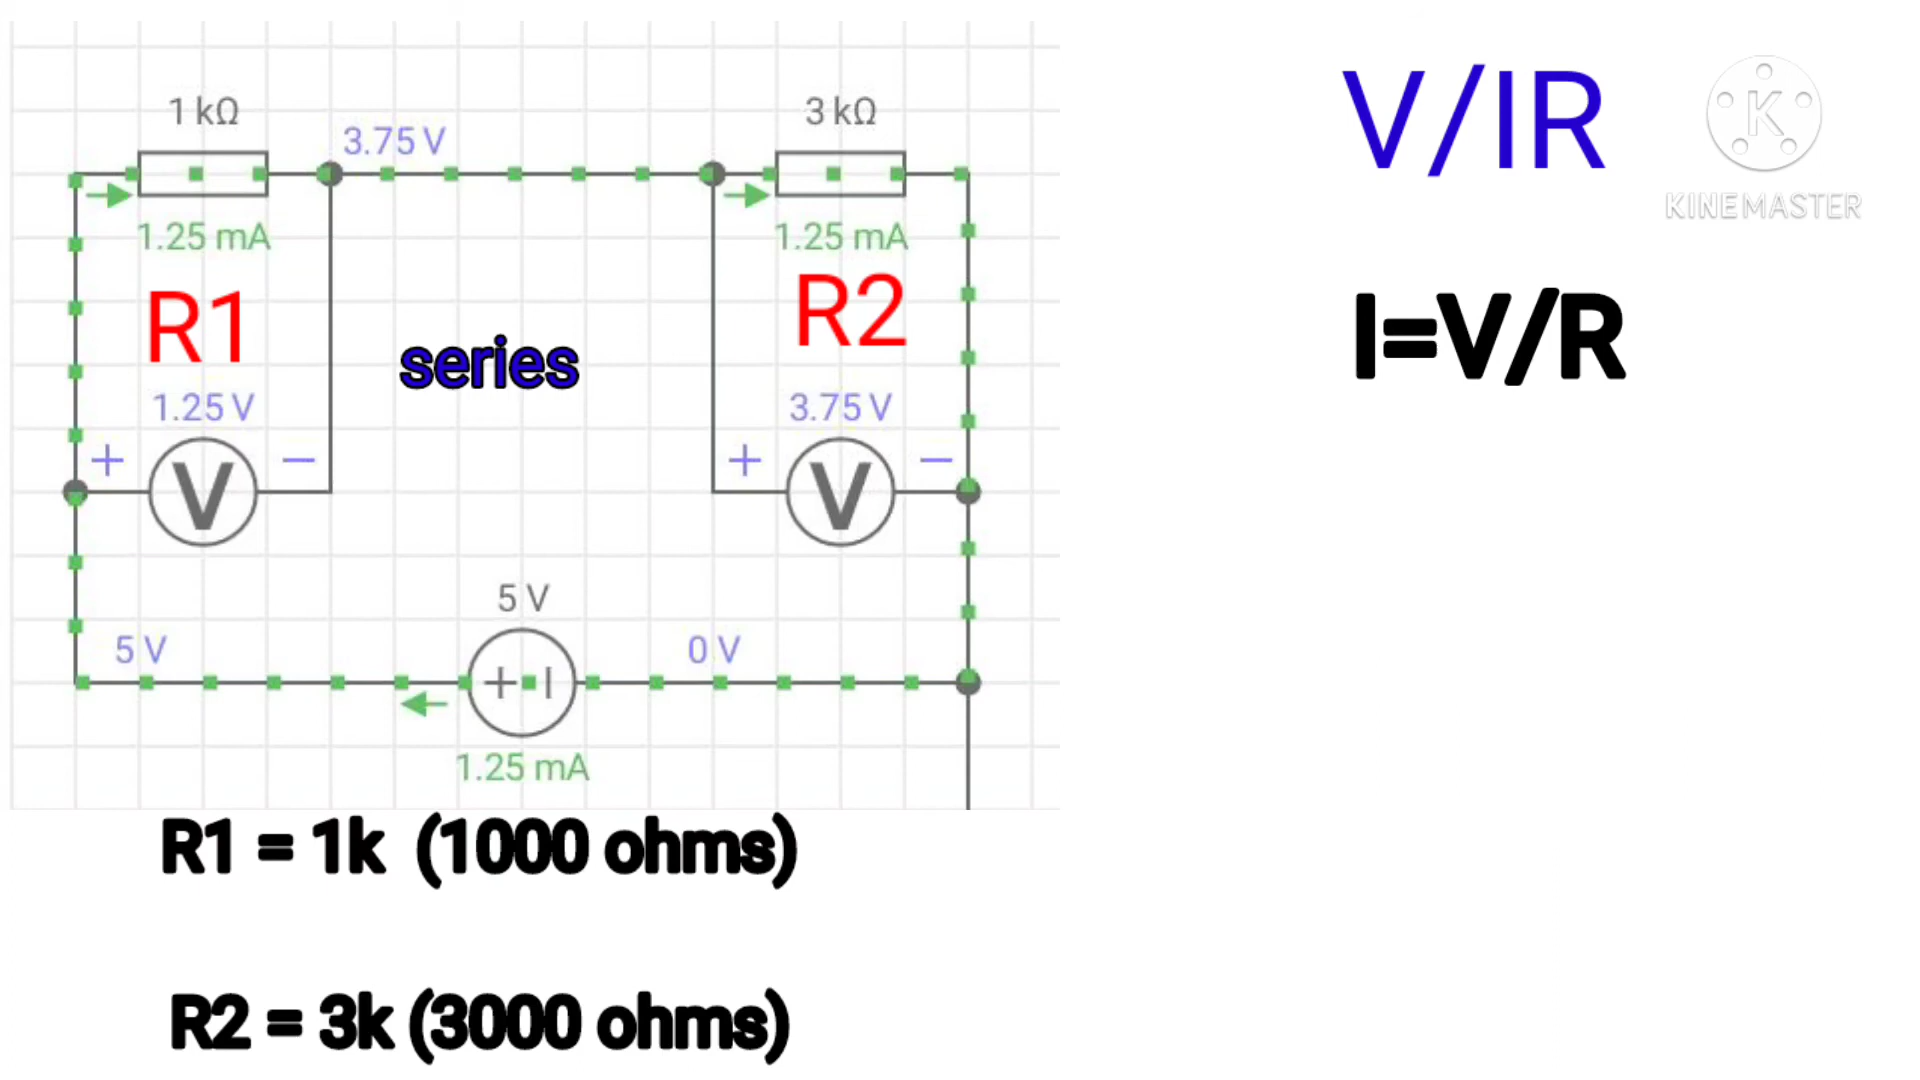 1 kΩ
3 kΩ
3.75 V
1.25 mA
1.25 mA
R1
R2
series
1.25 V
3.75 V
+
−
+
−
V
V
5 V
5 V
0 V
1.25 mA
R1 = 1k (1000 ohms)
R2 = 3k (3000 ohms)
V/IR
I=V/R
K
KINEMASTER